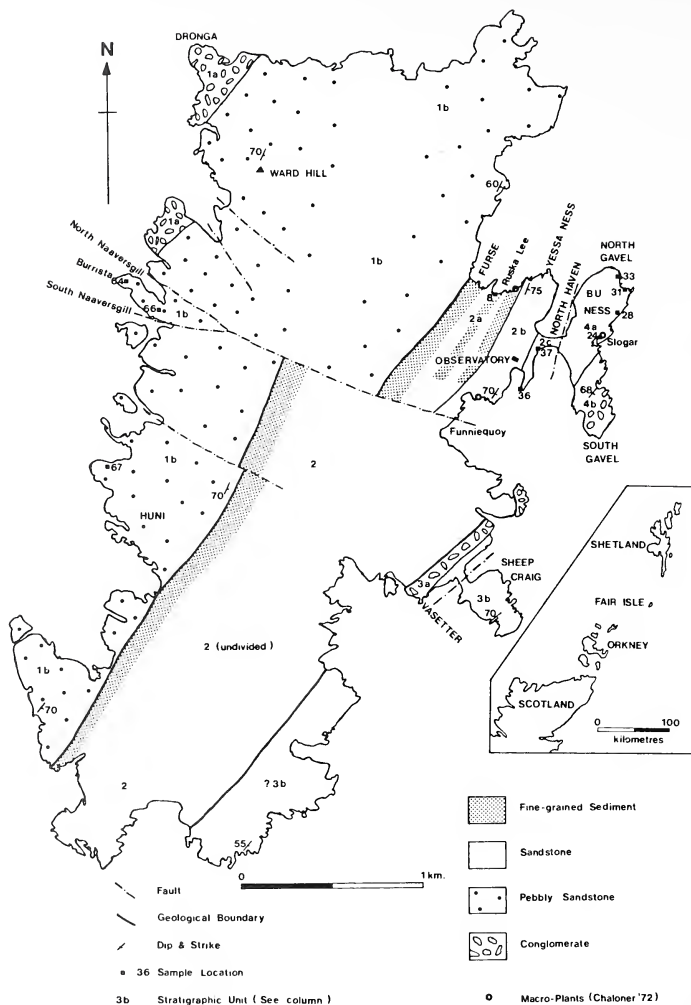 DRONGA
N
1a
1b
70
WARD HILL
60
1a
North Naaversgill
Burrista
South Naaversgill
64
66
1b
1b
FURSE
Ruska Lee
YESSA NESS
NORTH HAVEN
NORTH GAVEL
8
75
33
31
BU NESS
28
2a
2b
4a
24
Slogar
OBSERVATORY
2c
37
70
36
68
4b
SOUTH GAVEL
Funniequoy
67
1b
HUNI
70
2
3a
VASETTER
SHEEP CRAIG
3b
70
SHETLAND
FAIR ISLE
ORKNEY
SCOTLAND
0 100
kilometres
2 (undivided)
1b
70
2
? 3b
55
0 1 km.
Fault
Geological Boundary
Dip & Strike
36 Sample Location
3b Stratigraphic Unit (See column)
Fine-grained Sediment
Sandstone
Pebbly Sandstone
Conglomerate
Macro-Plants (Chaloner '72)